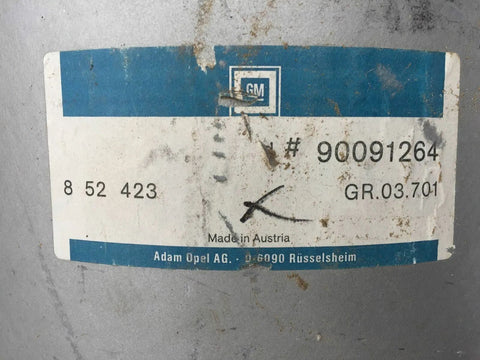 GM
# 90091264
8 52 423
GR.03.701
Made in Austria
Adam Opel AG. · D-6090 Rüsselsheim